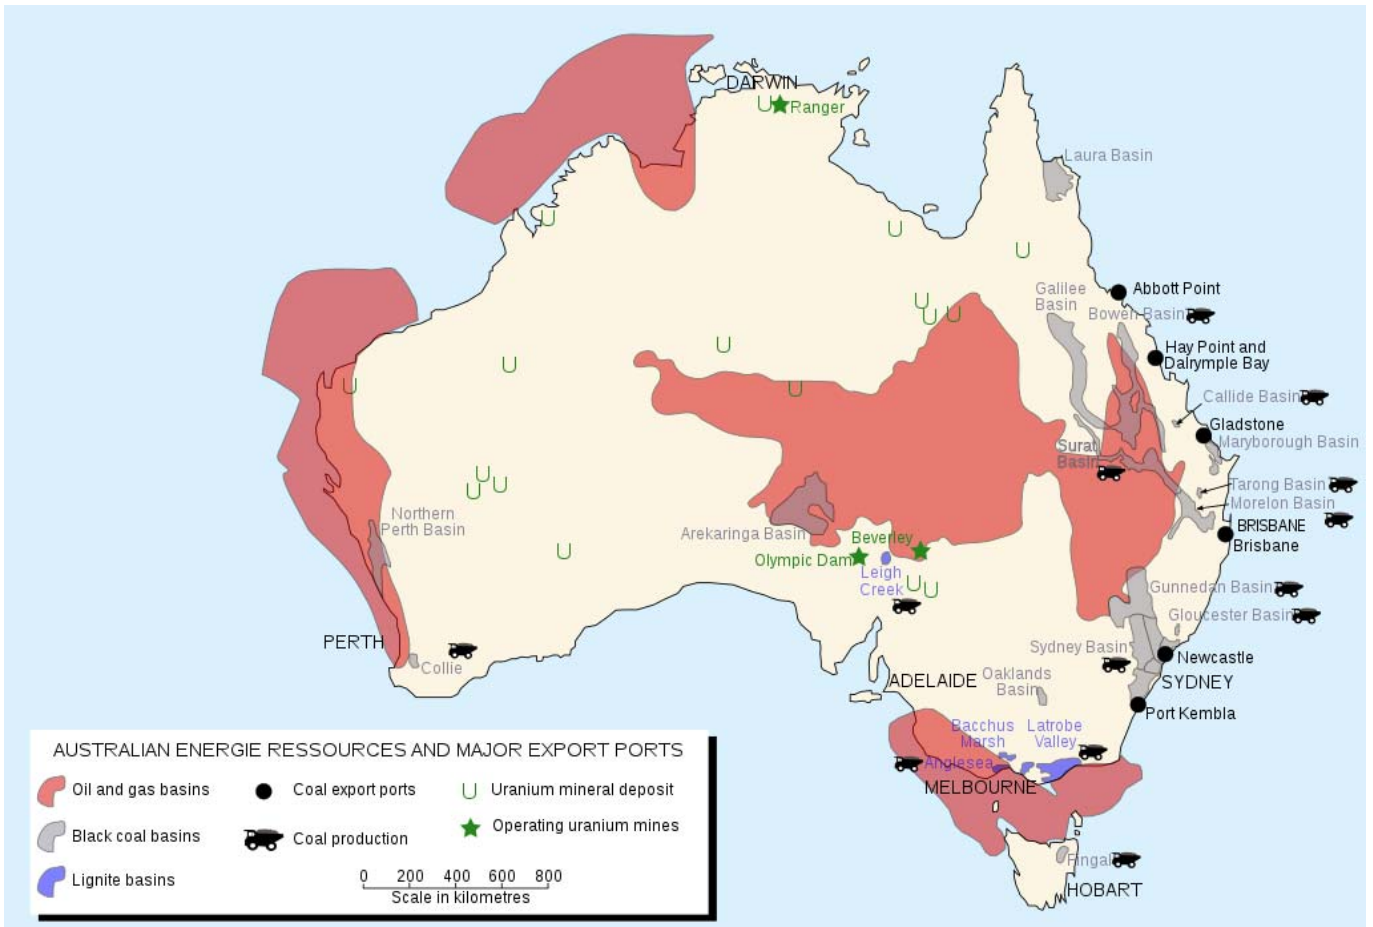 DARWIN
U
Ranger
Laura Basin
U
U
U
Galilee
Basin
Abbott Point
Bowen Basin
U
U
U
Hay Point and
Dalrymple Bay
U
U
U
U
Callide Basin
Gladstone
Maryborough Basin
Surat
Basin
U
U
U
Tarong Basin
Morelon Basin
Northern
Perth Basin
BRISBANE
Brisbane
Arekaringa Basin
Beverley
U
Olympic Dam
Leigh
Creek
U
U
Gunnedan Basin
Gloucester Basin
PERTH
Collie
Sydney Basin
Newcastle
ADELAIDE
Oaklands
Basin
SYDNEY
Port Kembla
Bacchus
Marsh
Latrobe
Valley
Anglesea
MELBOURNE
Fingal
HOBART
AUSTRALIAN ENERGIE RESSOURCES AND MAJOR EXPORT PORTS
Oil and gas basins
Coal export ports
U Uranium mineral deposit
Black coal basins
Coal production
Operating uranium mines
Lignite basins
0 200 400 600 800
Scale in kilometres